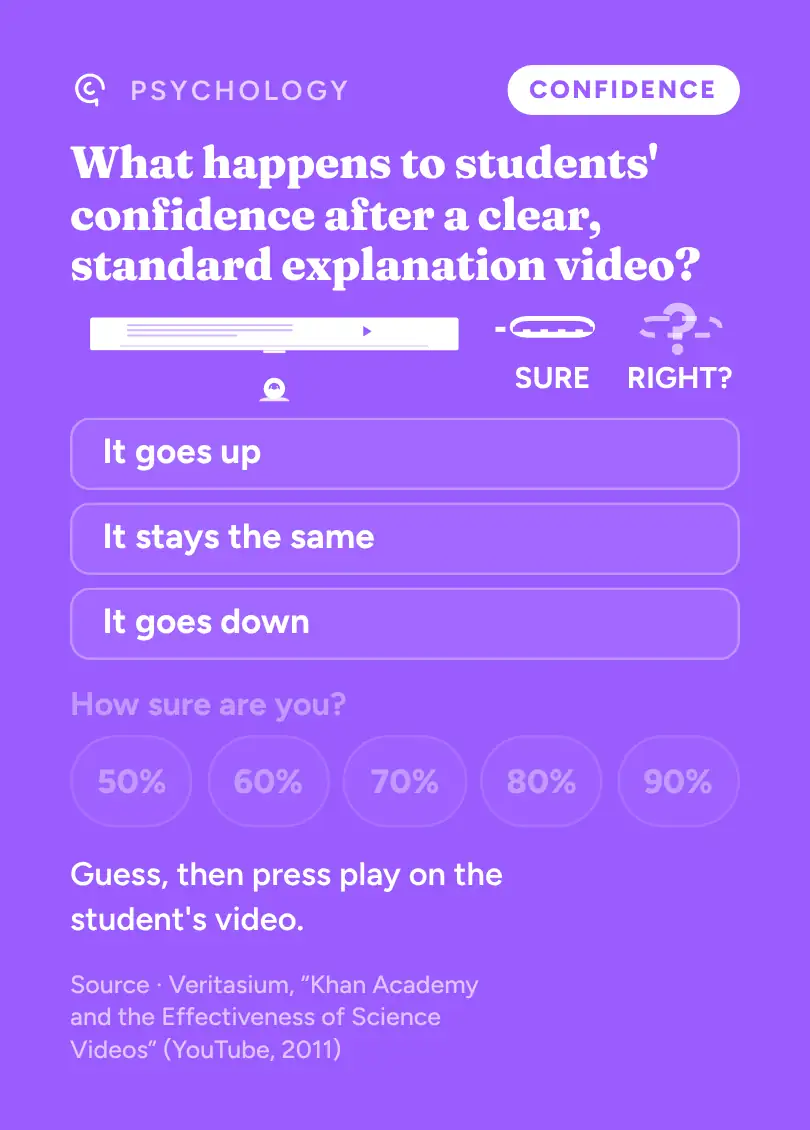 PSYCHOLOGY
CONFIDENCE
What happens to students'
confidence after a clear,
standard explanation video?
?
SURE
RIGHT?
It goes up
It stays the same
It goes down
How sure are you?
50%
60%
70%
80%
90%
Guess, then press play on the
student's video.
Source · Veritasium, “Khan Academy
and the Effectiveness of Science
Videos” (YouTube, 2011)